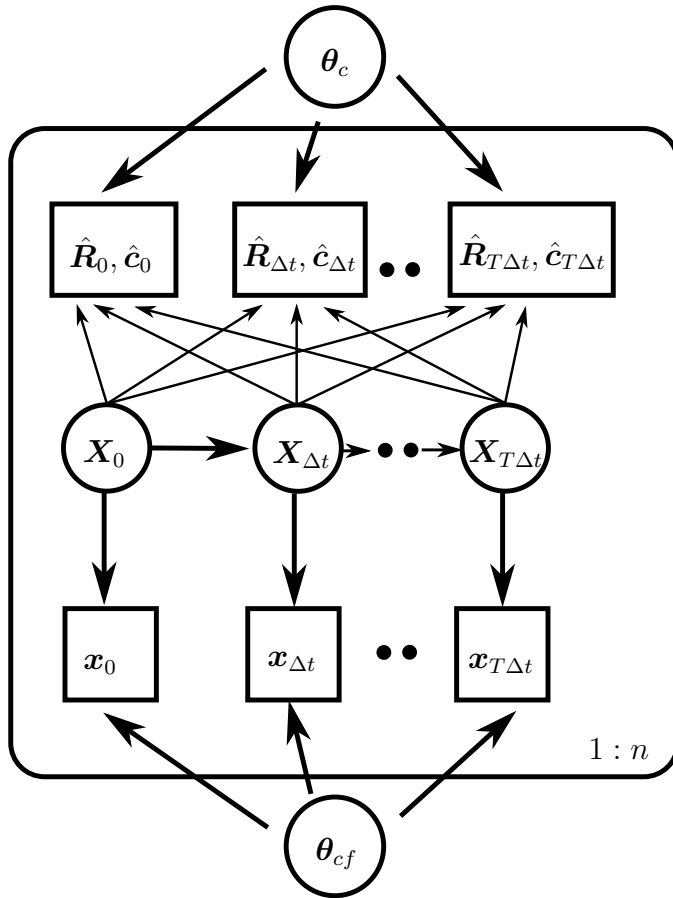 θ_c
R̂_0, ĉ_0
R̂_{Δt}, ĉ_{Δt}
R̂_{TΔt}, ĉ_{TΔt}
X_0
X_{Δt}
X_{TΔt}
x_0
x_{Δt}
x_{TΔt}
1 : n
θ_{cf}